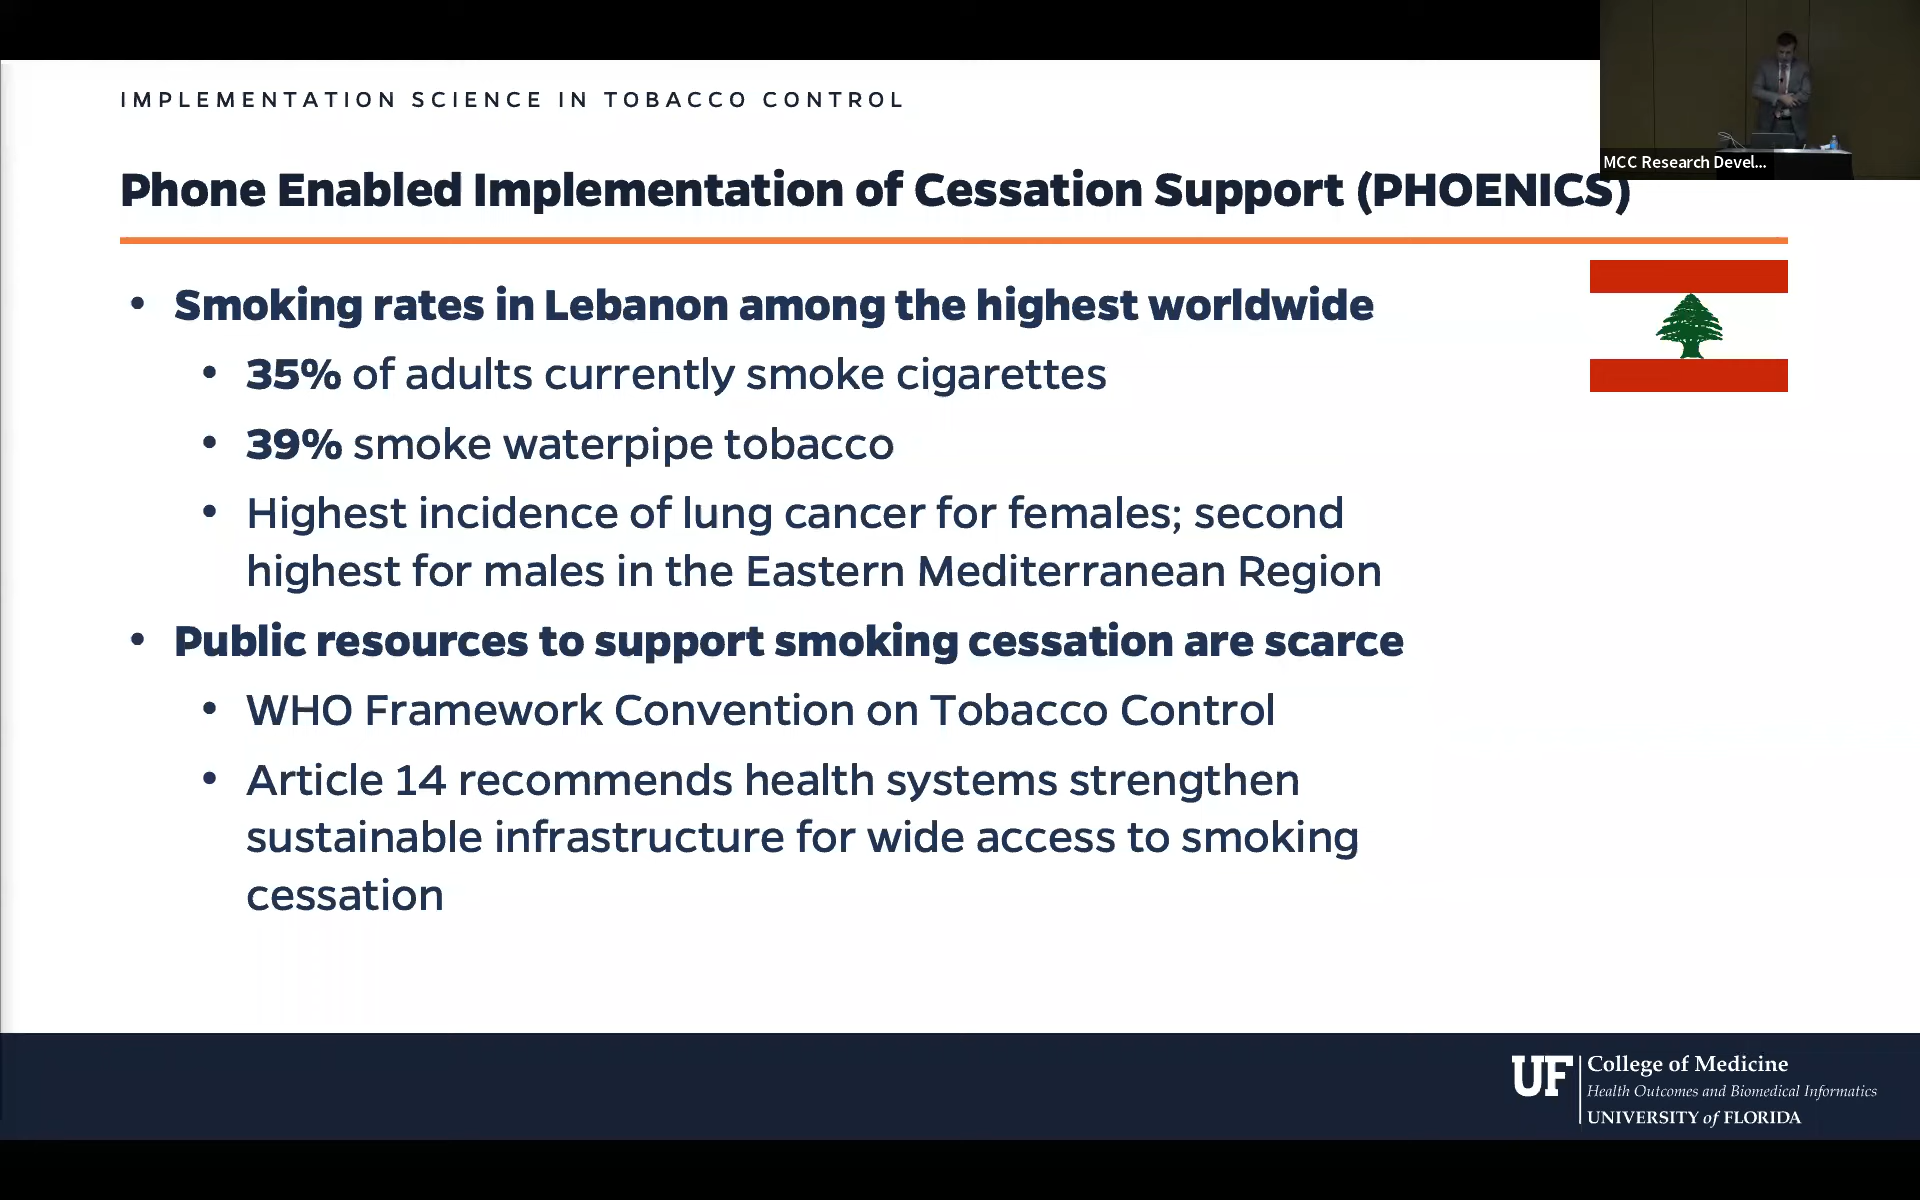 IMPLEMENTATION SCIENCE IN TOBACCO CONTROL
MCC Research Devel...
Phone Enabled Implementation of Cessation Support (PHOENICS)
• Smoking rates in Lebanon among the highest worldwide
• 35% of adults currently smoke cigarettes
• 39% smoke waterpipe tobacco
• Highest incidence of lung cancer for females; second
highest for males in the Eastern Mediterranean Region
• Public resources to support smoking cessation are scarce
• WHO Framework Convention on Tobacco Control
• Article 14 recommends health systems strengthen
sustainable infrastructure for wide access to smoking
cessation
UF
College of Medicine
Health Outcomes and Biomedical Informatics
UNIVERSITY of FLORIDA